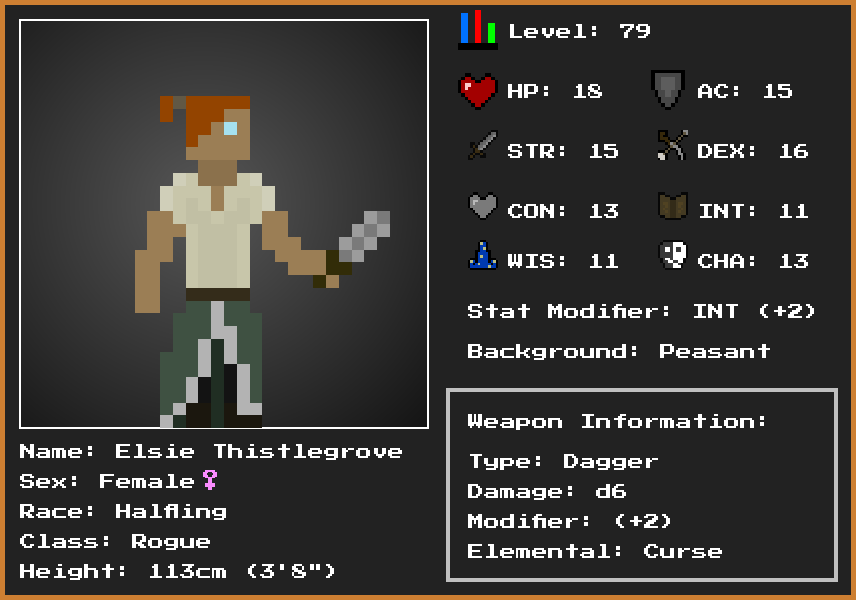 Level: 79
HP: 18 AC: 15
STR: 15 DEX: 16
CON: 13 INT: 11
WIS: 11 CHA: 13
Stat Modifier: INT (+2)
Background: Peasant
Weapon Information:
Type: Dagger
Damage: d6
Modifier: (+2)
Elemental: Curse
Name: Elsie Thistlegrove
Sex: Female♀
Race: Halfling
Class: Rogue
Height: 113cm (3'8")